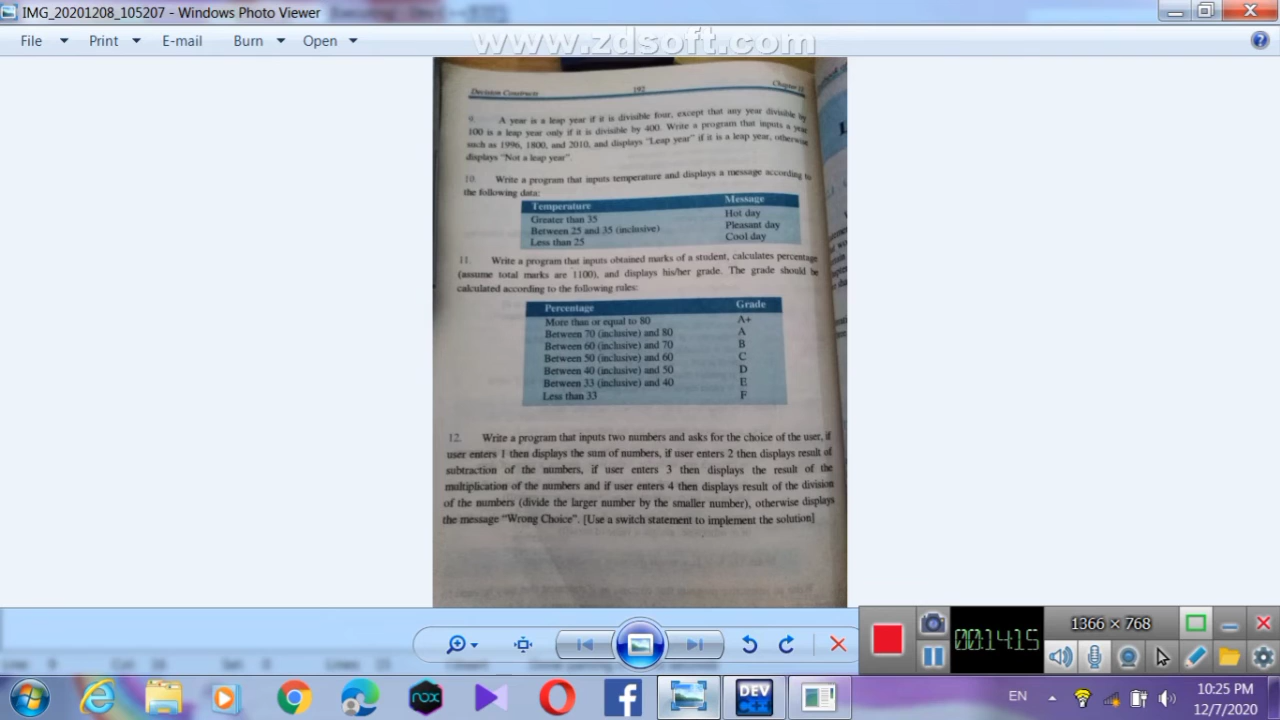 IMG_20201208_105207 - Windows Photo Viewer
File Print E-mail Burn Open
www.zdsoft.com
Decision Constructs 192 Chapter 11
9. A year is a leap year if it is divisible four, except that any year divisible by
100 is a leap year only if it is divisible by 400. Write a program that inputs a year
such as 1996, 1800, and 2010, and displays "Leap year" if it is a leap year, otherwise
displays "Not a leap year".
10. Write a program that inputs temperature and displays a message according to
the following data:
Temperature Message
Greater than 35 Hot day
Between 25 and 35 (inclusive) Pleasant day
Less than 25 Cool day
11. Write a program that inputs obtained marks of a student, calculates percentage
(assume total marks are 1100), and displays his/her grade. The grade should be
calculated according to the following rules:
Percentage Grade
More than or equal to 80 A+
Between 70 (inclusive) and 80 A
Between 60 (inclusive) and 70 B
Between 50 (inclusive) and 60 C
Between 40 (inclusive) and 50 D
Between 33 (inclusive) and 40 E
Less than 33 F
12. Write a program that inputs two numbers and asks for the choice of the user, if
user enters 1 then displays the sum of numbers, if user enters 2 then displays result of
subtraction of the numbers, if user enters 3 then displays the result of the
multiplication of the numbers and if user enters 4 then displays result of the division
of the numbers (divide the larger number by the smaller number), otherwise displays
the message "Wrong Choice". [Use a switch statement to implement the solution]
00:14:15
1366 × 768
nox
DEV C++
EN
10:25 PM
12/7/2020